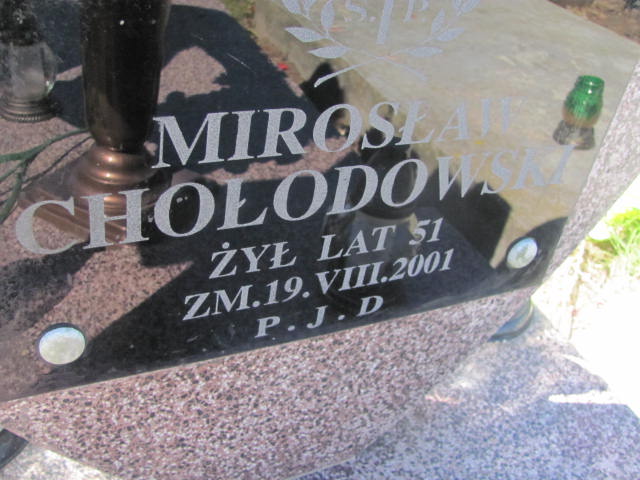 Ś. P.
MIROSŁAW
CHOŁODOWSKI
ŻYŁ LAT 51
ZM.19.VIII.2001
P.J.D